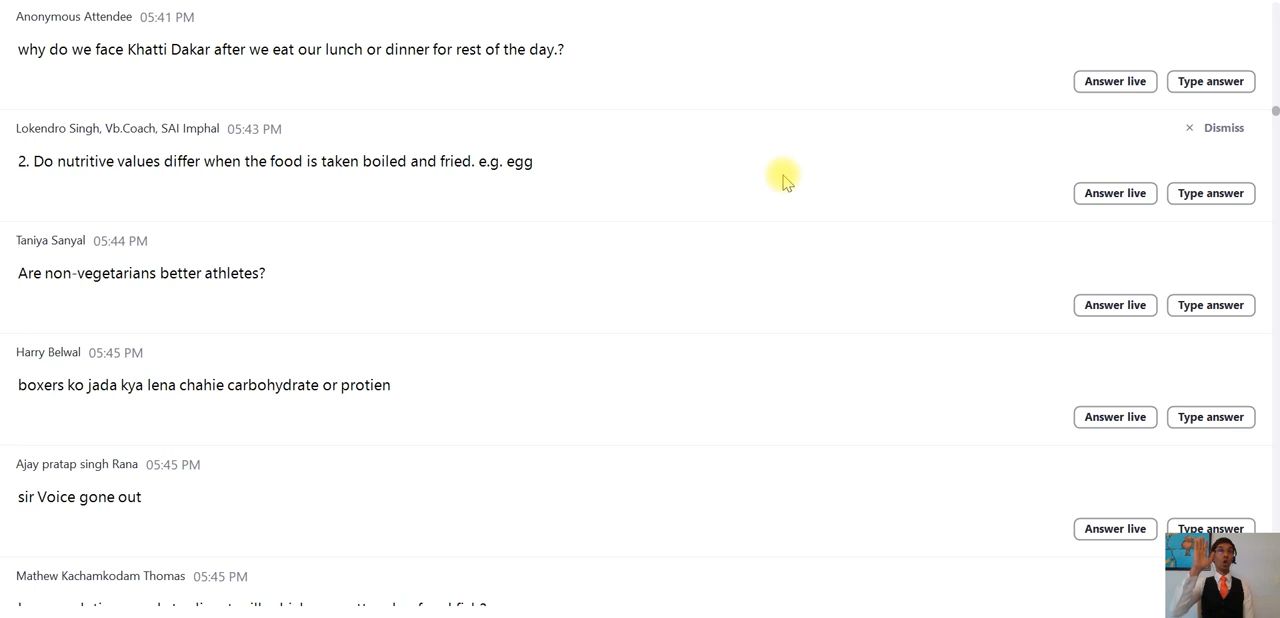 Anonymous Attendee 05:41 PM
why do we face Khatti Dakar after we eat our lunch or dinner for rest of the day.?
Answer live Type answer
Lokendro Singh, Vb.Coach, SAI Imphal 05:43 PM
× Dismiss
2. Do nutritive values differ when the food is taken boiled and fried. e.g. egg
Answer live Type answer
Taniya Sanyal 05:44 PM
Are non-vegetarians better athletes?
Answer live Type answer
Harry Belwal 05:45 PM
boxers ko jada kya lena chahie carbohydrate or protien
Answer live Type answer
Ajay pratap singh Rana 05:45 PM
sir Voice gone out
Answer live Type answer
Mathew Kachamkodam Thomas 05:45 PM